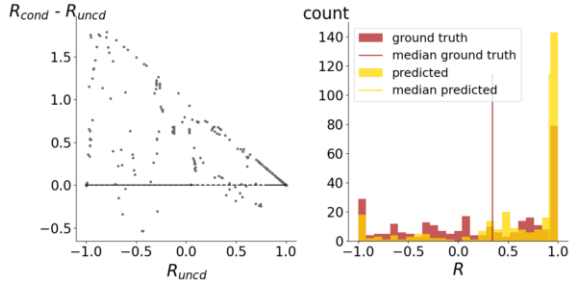 R_cond - R_uncd
1.5
1.0
0.5
0.0
−0.5
−1.0 −0.5 0.0 0.5 1.0
R_uncd
count
ground truth
median ground truth
predicted
median predicted
140
120
100
80
60
40
20
0
−1.0 −0.5 0.0 0.5 1.0
R